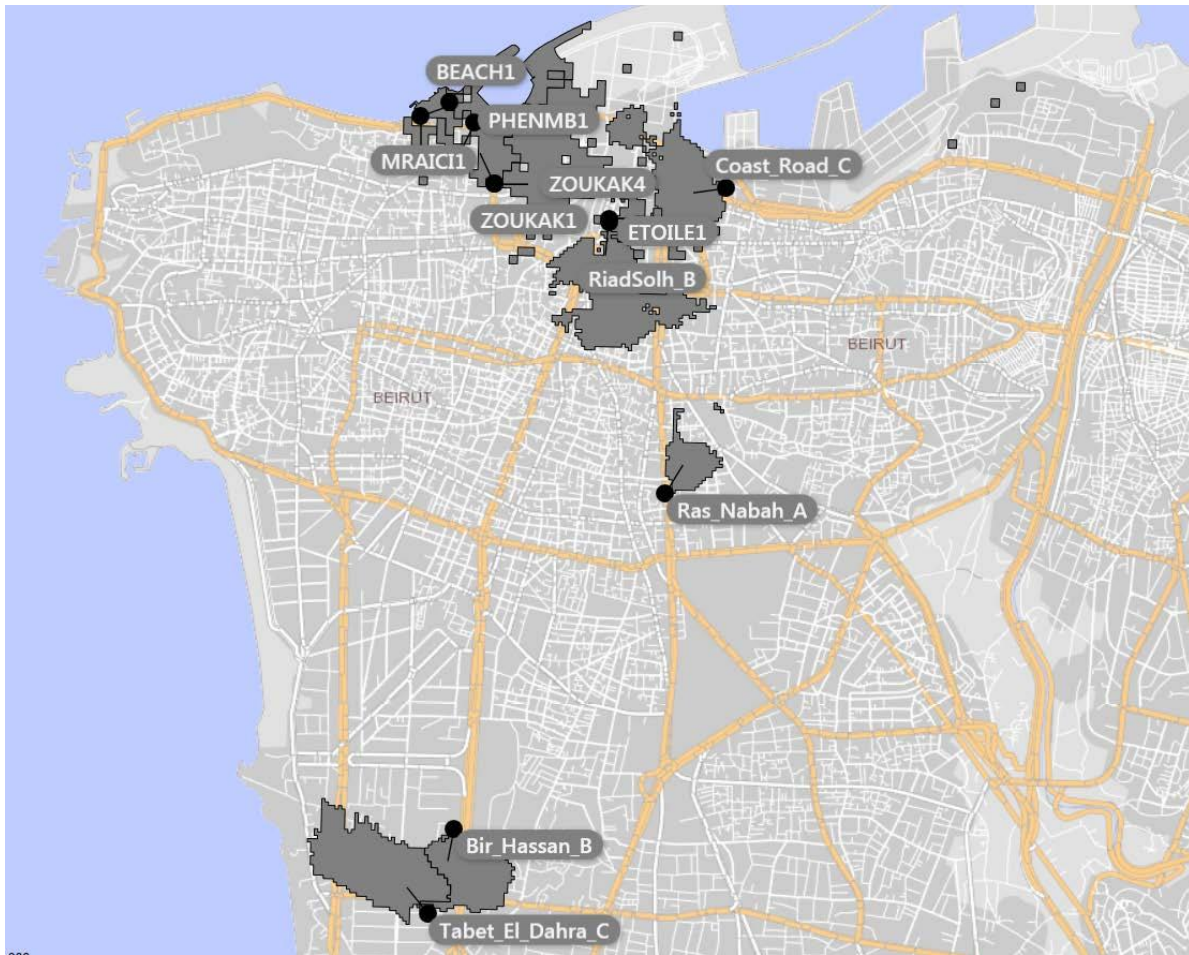 BEACH1
PHENMB1
MRAICI1
Coast_Road_C
ZOUKAK4
ZOUKAK1
ETOILE1
RiadSolh_B
BEIRUT
BEIRUT
Ras_Nabah_A
Bir_Hassan_B
Tabet_El_Dahra_C